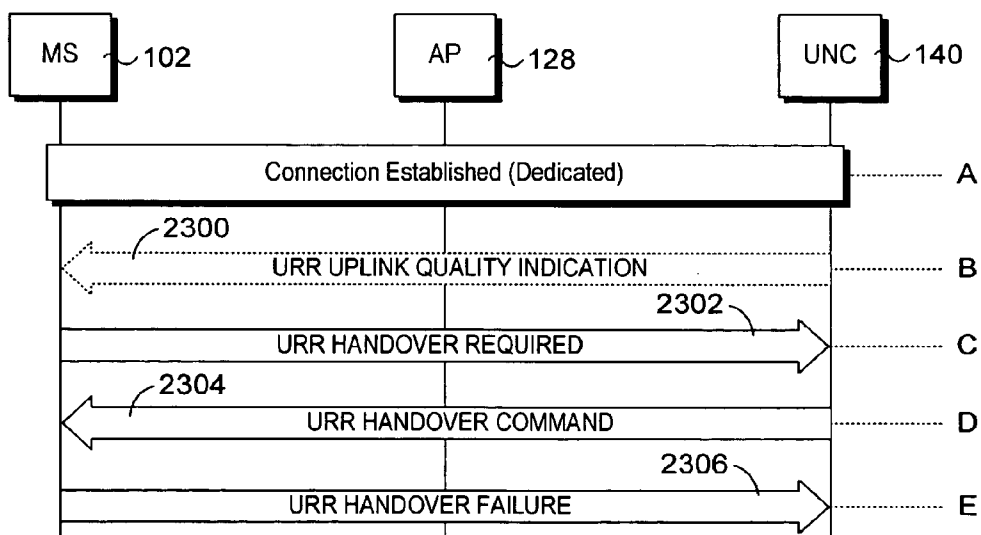 MS 102 AP 128 UNC 140
Connection Established (Dedicated) A
2300
URR UPLINK QUALITY INDICATION B
2302
URR HANDOVER REQUIRED C
2304
URR HANDOVER COMMAND D
2306
URR HANDOVER FAILURE E